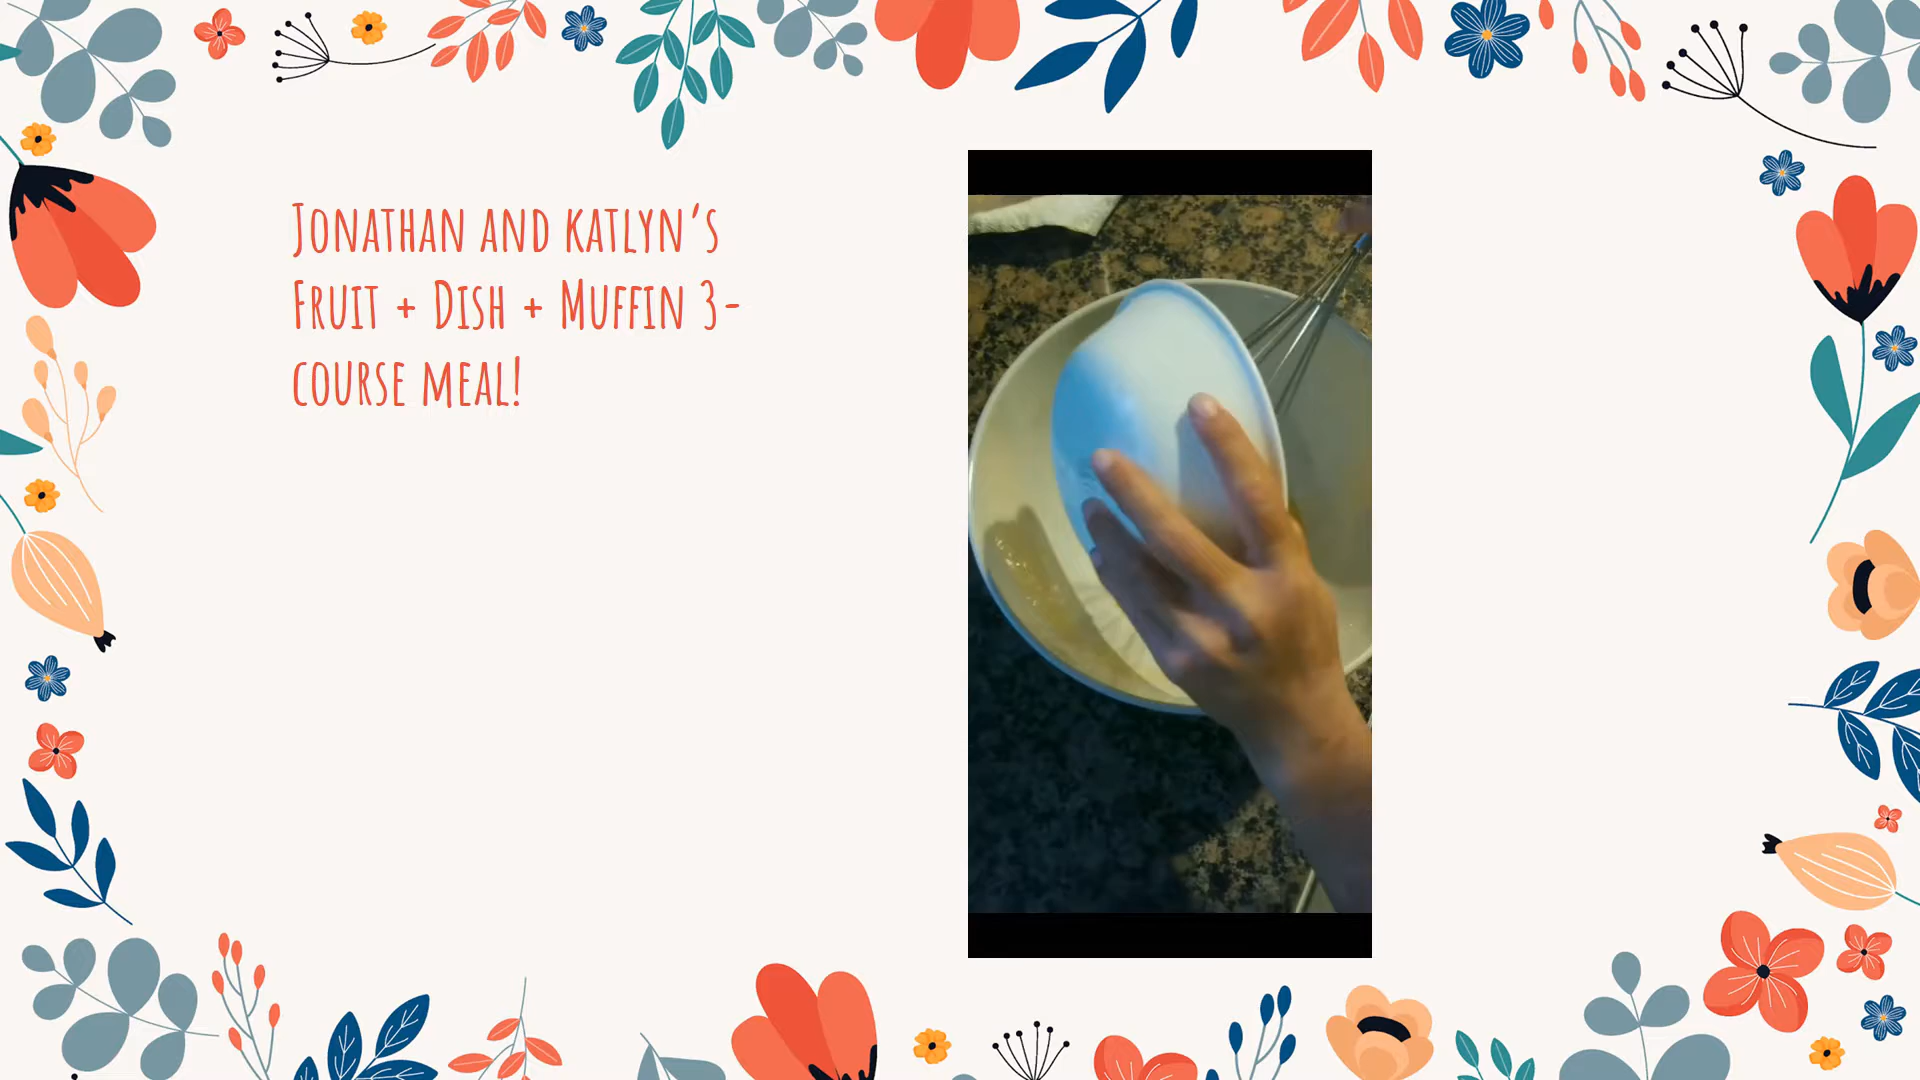 Jonathan and katlyn’s
Fruit + Dish + Muffin 3-
course meal!